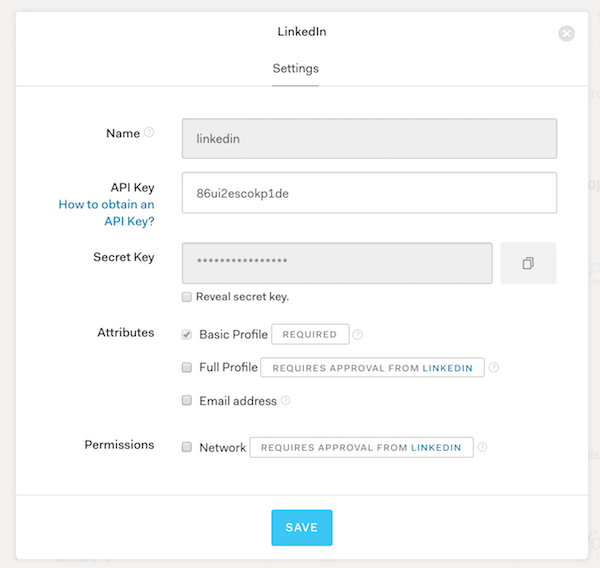 LinkedIn
Settings
Name ?
linkedin
API Key
How to obtain an
API Key?
86ui2escokp1de
Secret Key
****************
Reveal secret key.
Attributes
Basic Profile REQUIRED ?
Full Profile REQUIRES APPROVAL FROM LINKEDIN ?
Email address ?
Permissions
Network REQUIRES APPROVAL FROM LINKEDIN ?
SAVE